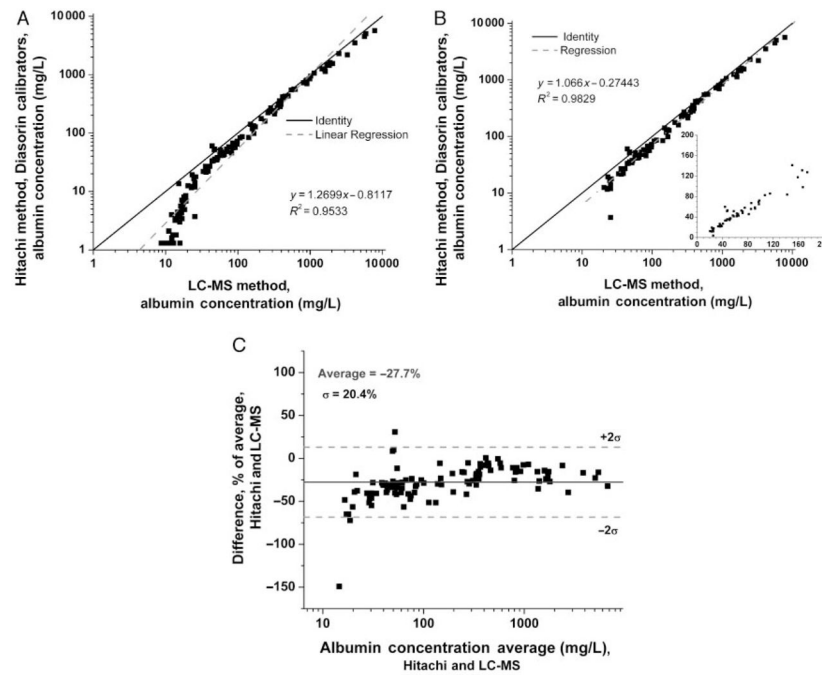 A
Hitachi method, Diasorin calibrators,
albumin concentration (mg/L)
10 000
1000
100
10
1
Identity
Linear Regression
y = 1.2699x − 0.8117
R² = 0.9533
1
10
100
1000
10000
LC-MS method,
albumin concentration (mg/L)
B
Hitachi method, Diasorin calibrators,
albumin concentration (mg/L)
10 000
1000
100
10
1
Identity
Regression
y = 1.066x − 0.27443
R² = 0.9829
200
160
120
80
40
0
0
40
80
120
160
1
10
100
1000
10000
LC-MS method,
albumin concentration (mg/L)
C
Difference, % of average,
Hitachi and LC-MS
100
50
0
−50
−100
−150
Average = −27.7%
σ = 20.4%
+2σ
−2σ
10
100
1000
Albumin concentration average (mg/L),
Hitachi and LC-MS